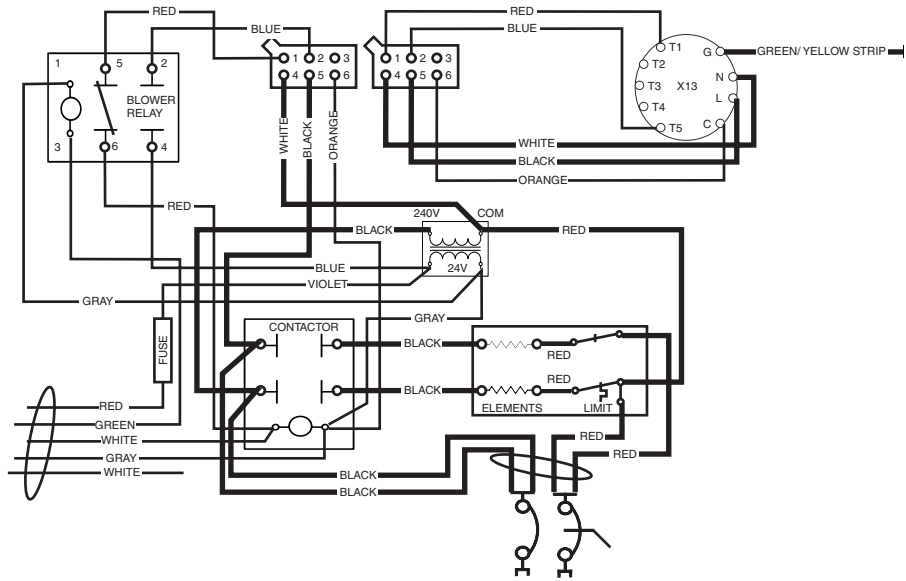 RED
BLUE
1
5
2
BLOWER
RELAY
3
6
4
1 2 3
4 5 6
1 2 3
4 5 6
RED
BLUE
T1
T2
T3
T4
T5
X13
G
N
L
C
GREEN/ YELLOW STRIP
WHITE
BLACK
ORANGE
WHITE
BLACK
ORANGE
RED
240V
COM
24V
BLACK
RED
BLUE
VIOLET
GRAY
GRAY
FUSE
CONTACTOR
BLACK
BLACK
RED
RED
ELEMENTS
LIMIT
RED
GREEN
WHITE
GRAY
WHITE
RED
RED
BLACK
BLACK